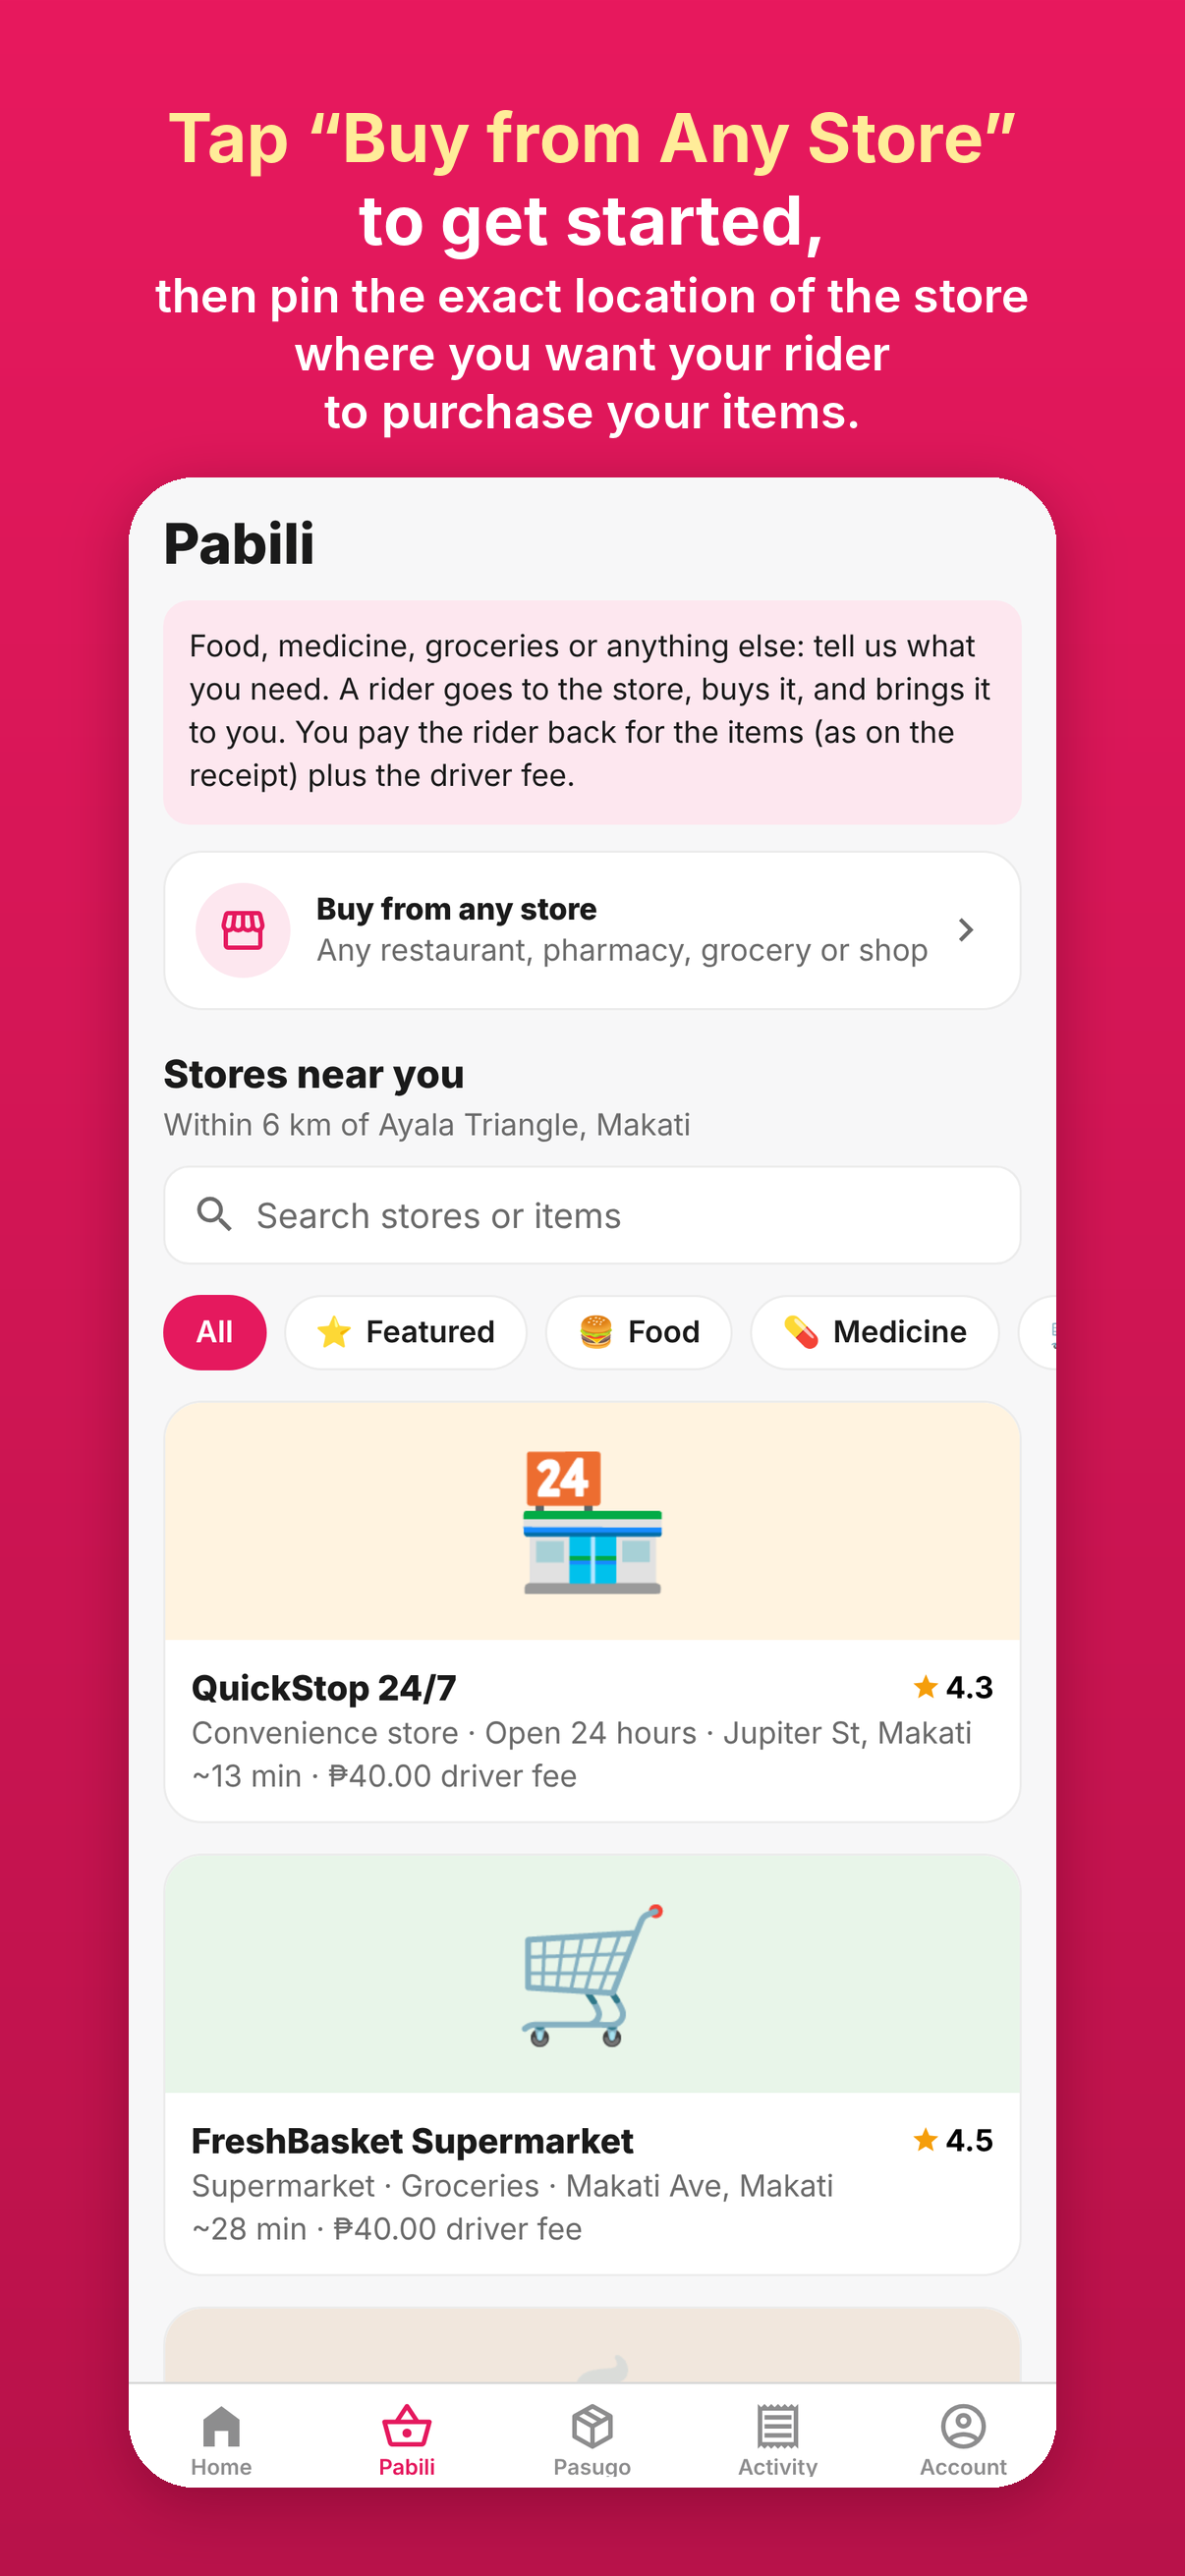 Tap “Buy from Any Store”
to get started,
then pin the exact location of the store
where you want your rider
to purchase your items.
Pabili
Food, medicine, groceries or anything else: tell us what
you need. A rider goes to the store, buys it, and brings it
to you. You pay the rider back for the items (as on the
receipt) plus the driver fee.
Buy from any store
Any restaurant, pharmacy, grocery or shop
Stores near you
Within 6 km of Ayala Triangle, Makati
Search stores or items
All Featured Food Medicine
24
QuickStop 24/7 4.3
Convenience store · Open 24 hours · Jupiter St, Makati
~13 min · ₱40.00 driver fee
FreshBasket Supermarket 4.5
Supermarket · Groceries · Makati Ave, Makati
~28 min · ₱40.00 driver fee
Home Pabili Pasugo Activity Account